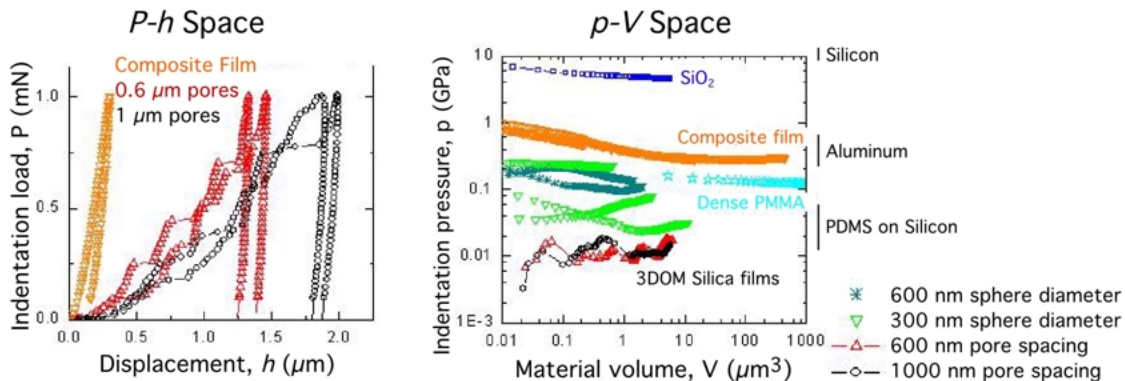 P-h Space
p-V Space
Indentation load, P (mN)
1.0
0.5
0.0
Composite Film
0.6 μm pores
1 μm pores
0.0
0.5
1.0
1.5
2.0
Displacement, h (μm)
Indentation pressure, p (GPa)
10
1
0.1
0.01
1E-3
SiO2
Composite film
Dense PMMA
3DOM Silica films
0.01
0.1
1
10
100
1000
Material volume, V (μm³)
Silicon
Aluminum
PDMS on Silicon
600 nm sphere diameter
300 nm sphere diameter
600 nm pore spacing
1000 nm pore spacing